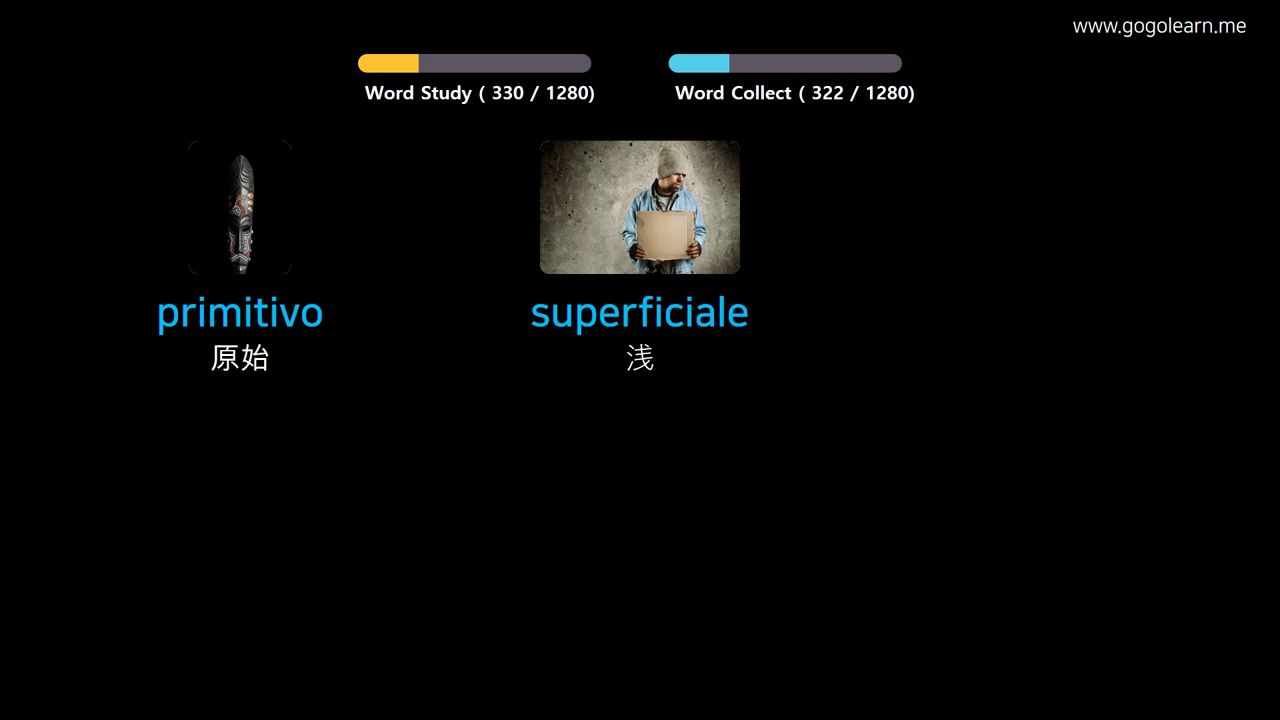 www.gogolearn.me
Word Study ( 330 / 1280)
Word Collect ( 322 / 1280)
primitivo
superficiale
原始
浅